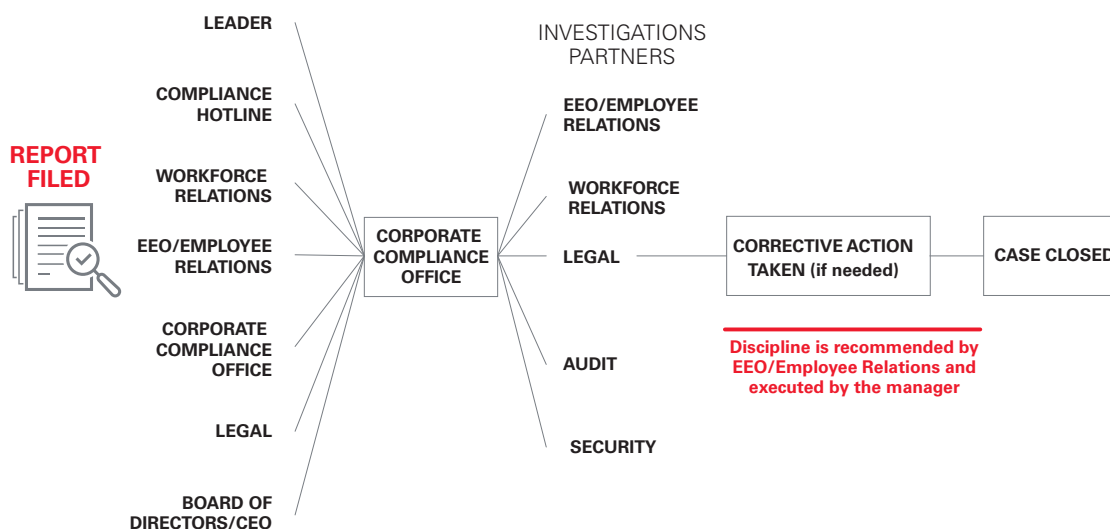 REPORT
FILED
LEADER
COMPLIANCE
HOTLINE
WORKFORCE
RELATIONS
EEO/EMPLOYEE
RELATIONS
CORPORATE
COMPLIANCE
OFFICE
LEGAL
BOARD OF
DIRECTORS/CEO
CORPORATE
COMPLIANCE
OFFICE
INVESTIGATIONS
PARTNERS
EEO/EMPLOYEE
RELATIONS
WORKFORCE
RELATIONS
LEGAL
AUDIT
SECURITY
CORRECTIVE ACTION
TAKEN (if needed)
Discipline is recommended by
EEO/Employee Relations and
executed by the manager
CASE CLOSED